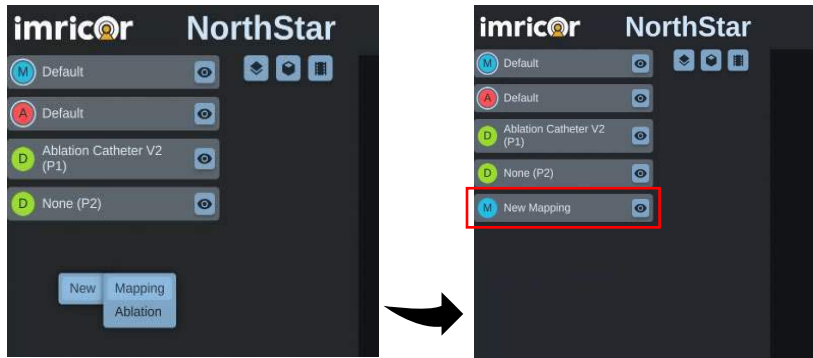 imricor NorthStar
M Default
A Default
D Ablation Catheter V2
(P1)
D None (P2)
New Mapping
Ablation
imricor NorthStar
M Default
A Default
D Ablation Catheter V2
(P1)
D None (P2)
M New Mapping